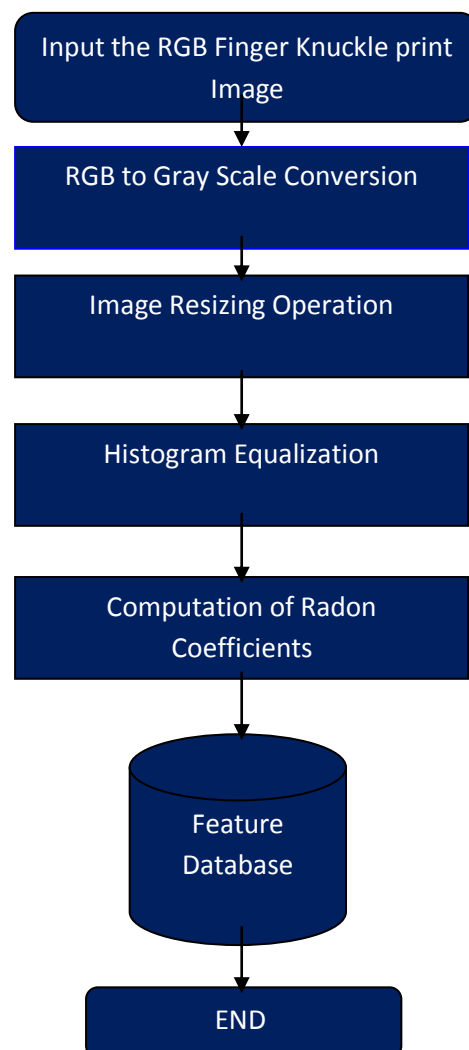 Input the RGB Finger Knuckle print
Image
RGB to Gray Scale Conversion
Image Resizing Operation
Histogram Equalization
Computation of Radon
Coefficients
Feature
Database
END